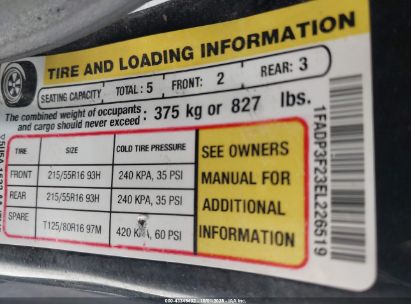 TIRE AND LOADING INFORMATION
SEATING CAPACITY TOTAL: 5 FRONT: 2 REAR: 3
The combined weight of occupants and cargo should never exceed: 375 kg or 827 lbs.
TIRE SIZE COLD TIRE PRESSURE
FRONT 215/55R16 93H 240 KPA, 35 PSI
REAR 215/55R16 93H 240 KPA, 35 PSI
SPARE T125/80R16 97M 420 KPA, 60 PSI
SEE OWNERS
MANUAL FOR
ADDITIONAL
INFORMATION
1FADP3F23EL226519